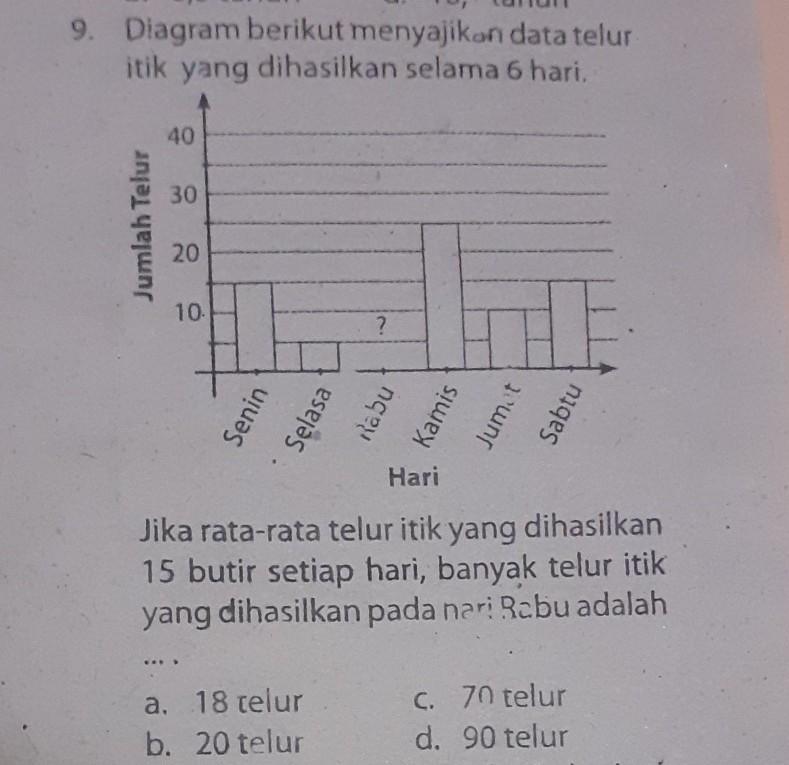 9. Diagram berikut menyajikan data telur
itik yang dihasilkan selama 6 hari.
Jumlah Telur
40
30
20
10
?
Senin
Selasa
Rabu
Kamis
Jumat
Sabtu
Hari
Jika rata-rata telur itik yang dihasilkan
15 butir setiap hari, banyak telur itik
yang dihasilkan pada hari Rabu adalah
... .
a. 18 telur
c. 70 telur
b. 20 telur
d. 90 telur